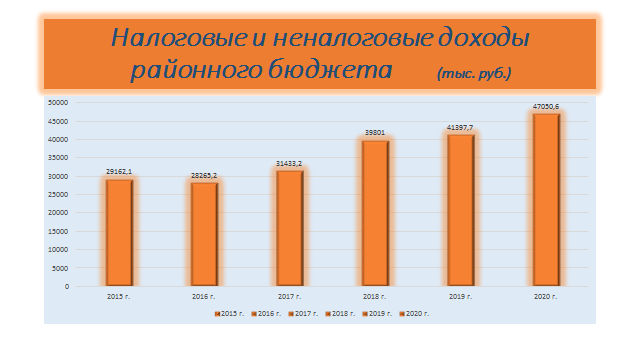 Налоговые и неналоговые доходы
районного бюджета (тыс. руб.)
50000
45000
40000
35000
30000
25000
20000
15000
10000
5000
0
29162,1
28265,2
31433,2
39801
41397,7
47050,6
2015 г.
2016 г.
2017 г.
2018 г.
2019 г.
2020 г.
2015 г. 2016 г. 2017 г. 2018 г. 2019 г. 2020 г.